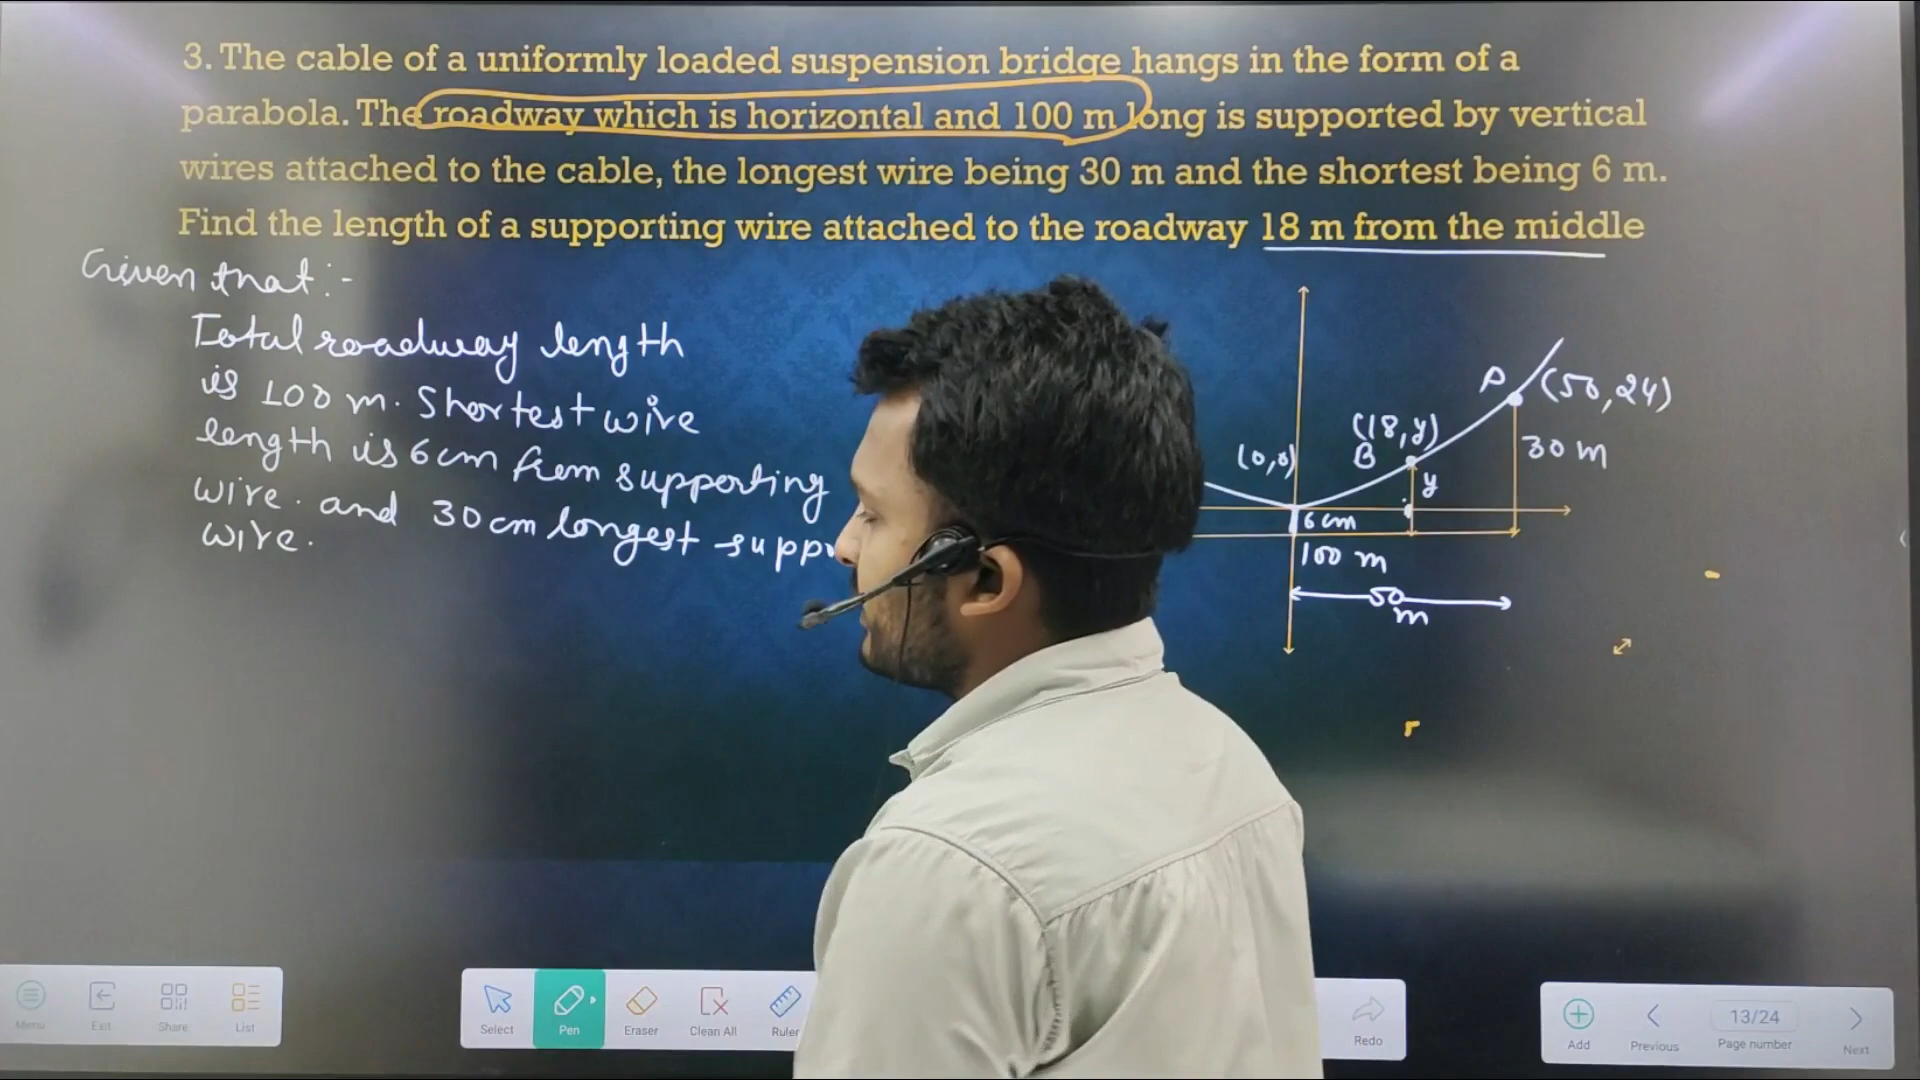 3. The cable of a uniformly loaded suspension bridge hangs in the form of a
parabola. The roadway which is horizontal and 100 m long is supported by vertical
wires attached to the cable, the longest wire being 30 m and the shortest being 6 m.
Find the length of a supporting wire attached to the roadway 18 m from the middle
Given that:-
Total roadway length
is 100 m. Shortest wire
length is 6cm from supporting
wire. and 30cm longest suppo
wire.
A (50,24)
(18,y)
B
30 m
(0,0)
y
6cm
100 m
50
m
Menu
Exit
Share
List
Select
Pen
Eraser
Clean All
Ruler
Redo
Add
Previous
13/24
Page number
Next